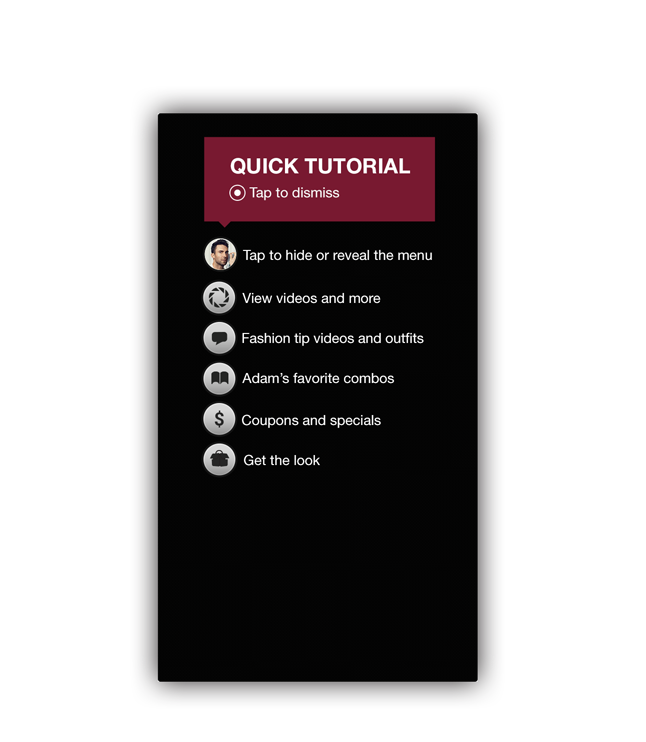 QUICK TUTORIAL
Tap to dismiss
Tap to hide or reveal the menu
View videos and more
Fashion tip videos and outfits
Adam’s favorite combos
$ Coupons and specials
Get the look